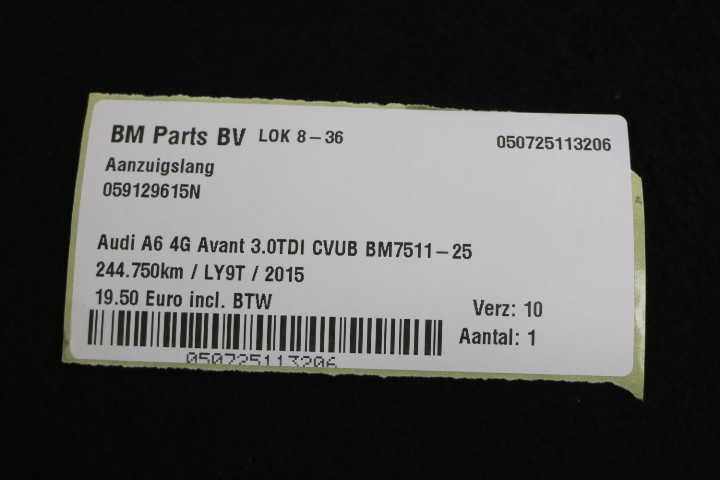 BM Parts BV LOK 8-36 050725113206
Aanzuigslang
059129615N
Audi A6 4G Avant 3.0TDI CVUB BM7511-25
244.750km / LY9T / 2015
19.50 Euro incl. BTW
Verz: 10
Aantal: 1
050725113206